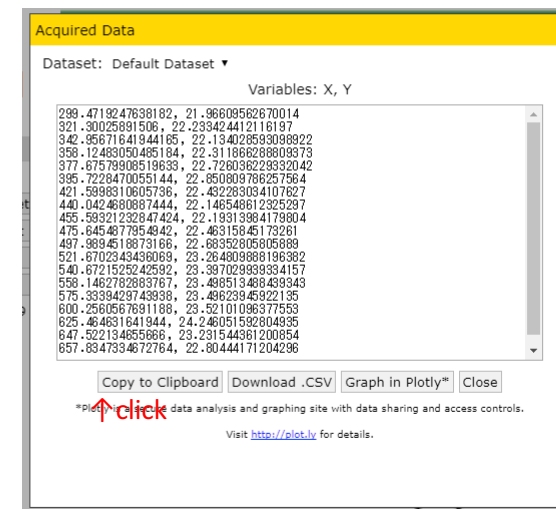 Acquired Data
Dataset: Default Dataset ▼
Variables: X, Y
299.4719247638182, 21.96609562670014
321.30025891506, 22.233424412116197
342.95671641944165, 22.134028593098922
358.12483050485184, 22.311866288809373
377.67579908519633, 22.726036229332042
395.7228470055144, 22.850809786257564
421.5998310605736, 22.432283034107627
440.0424680887444, 22.146548612325297
455.59321232847424, 22.19313984179804
475.6454877954942, 22.46315845173261
497.9894518873166, 22.68352805805889
521.6702343436069, 23.264809888196382
540.6721525242592, 23.397029939334157
558.1462782883767, 23.498513488439343
575.3339429743938, 23.49623945922135
600.2560567691188, 23.52101096377553
625.464631641944, 24.246051592804935
647.522134655666, 23.231544361200854
657.8347334672764, 22.80444171204296
Copy to Clipboard Download .CSV Graph in Plotly* Close
↑click
*Plotly is a secure data analysis and graphing site with data sharing and access controls.
Visit http://plot.ly for details.